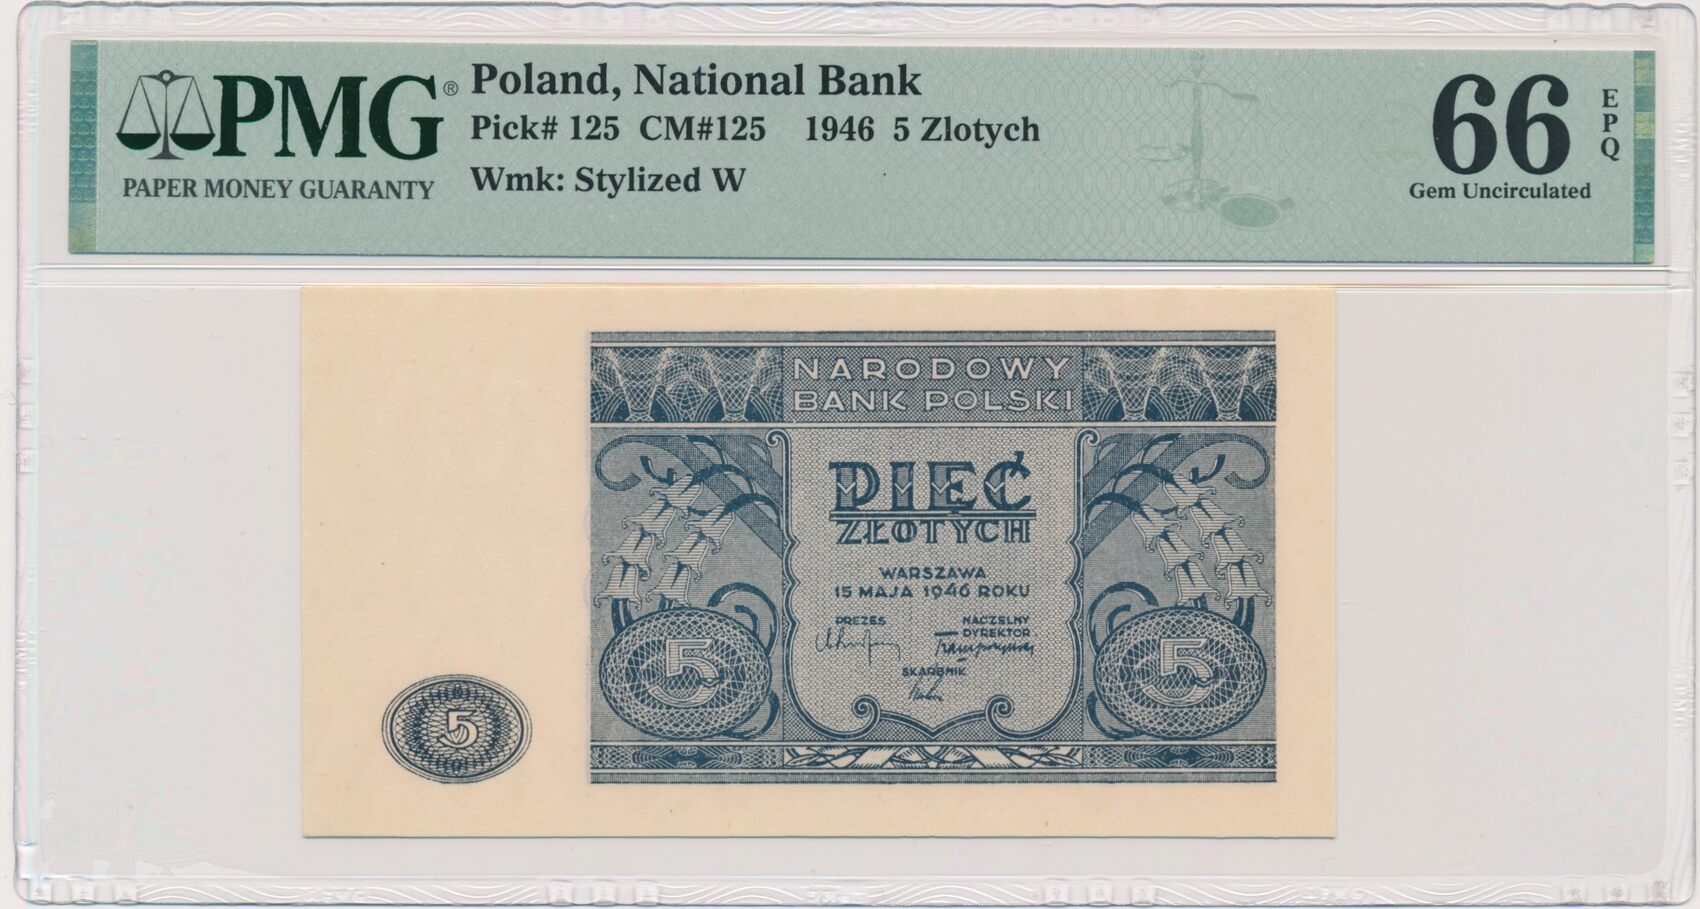 PMG®
PAPER MONEY GUARANTY
Poland, National Bank
Pick# 125 CM#125 1946 5 Zlotych
Wmk: Stylized W
66
EPQ
Gem Uncirculated
NARODOWY
BANK POLSKI
PIĘĆ
ZŁOTYCH
WARSZAWA
15 MAJA 1946 ROKU
PREZES
NACZELNY
DYREKTOR
SKARBNIK
5
5
5